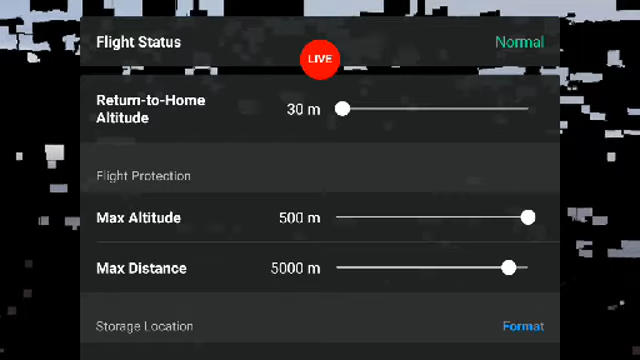 Flight Status
Normal
LIVE
Return-to-Home
Altitude
30 m
Flight Protection
Max Altitude
500 m
Max Distance
5000 m
Storage Location
Format